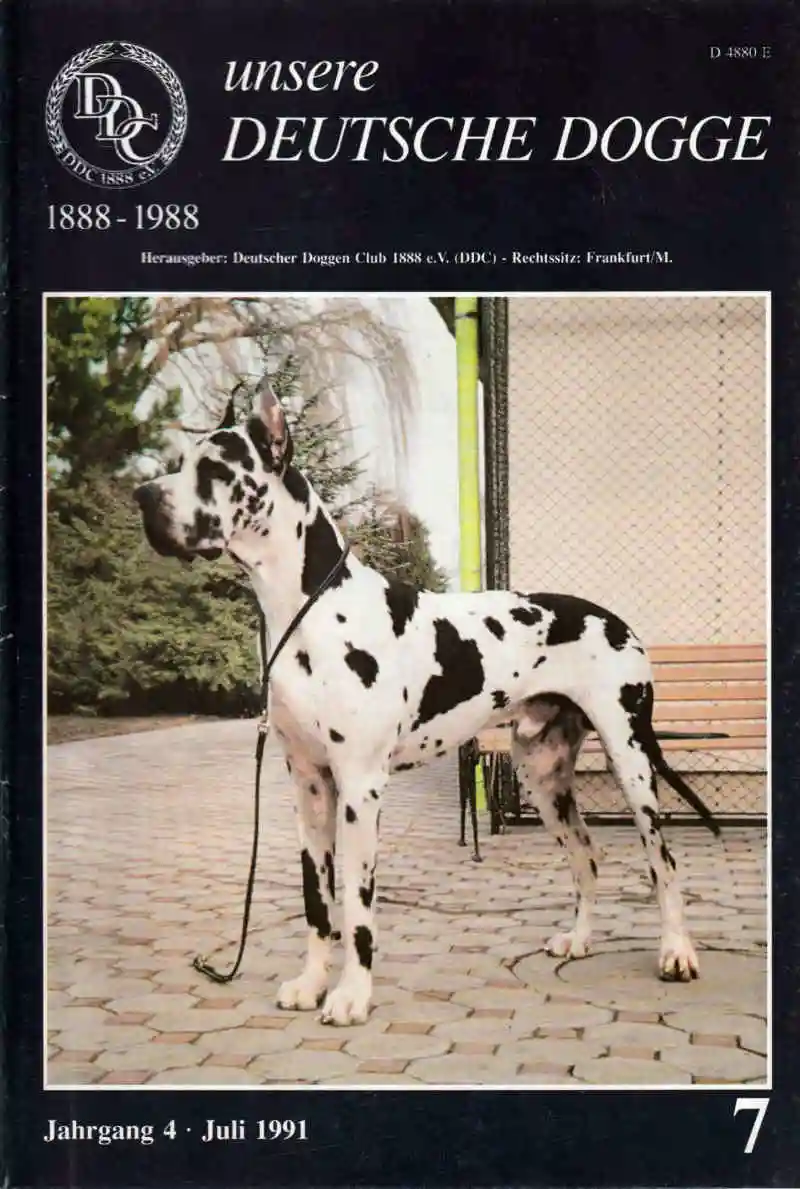 D 4880 E
DDC
DDC 1888 e.V.
unsere
DEUTSCHE DOGGE
1888 - 1988
Herausgeber: Deutscher Doggen Club 1888 e.V. (DDC) - Rechtssitz: Frankfurt/M.
Jahrgang 4 · Juli 1991
7